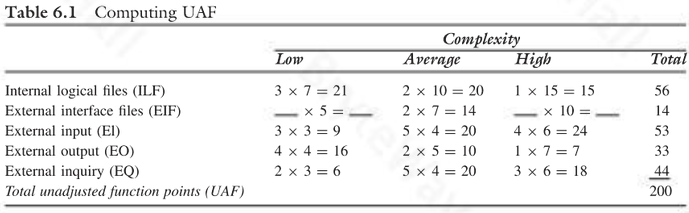 Table 6.1 Computing UAF
Complexity
Low Average High Total
Internal logical files (ILF) 3 × 7 = 21 2 × 10 = 20 1 × 15 = 15 56
External interface files (EIF) __ × 5 = __ 2 × 7 = 14 __ × 10 = __ 14
External input (EI) 3 × 3 = 9 5 × 4 = 20 4 × 6 = 24 53
External output (EO) 4 × 4 = 16 2 × 5 = 10 1 × 7 = 7 33
External inquiry (EQ) 2 × 3 = 6 5 × 4 = 20 3 × 6 = 18 44
Total unadjusted function points (UAF) 200